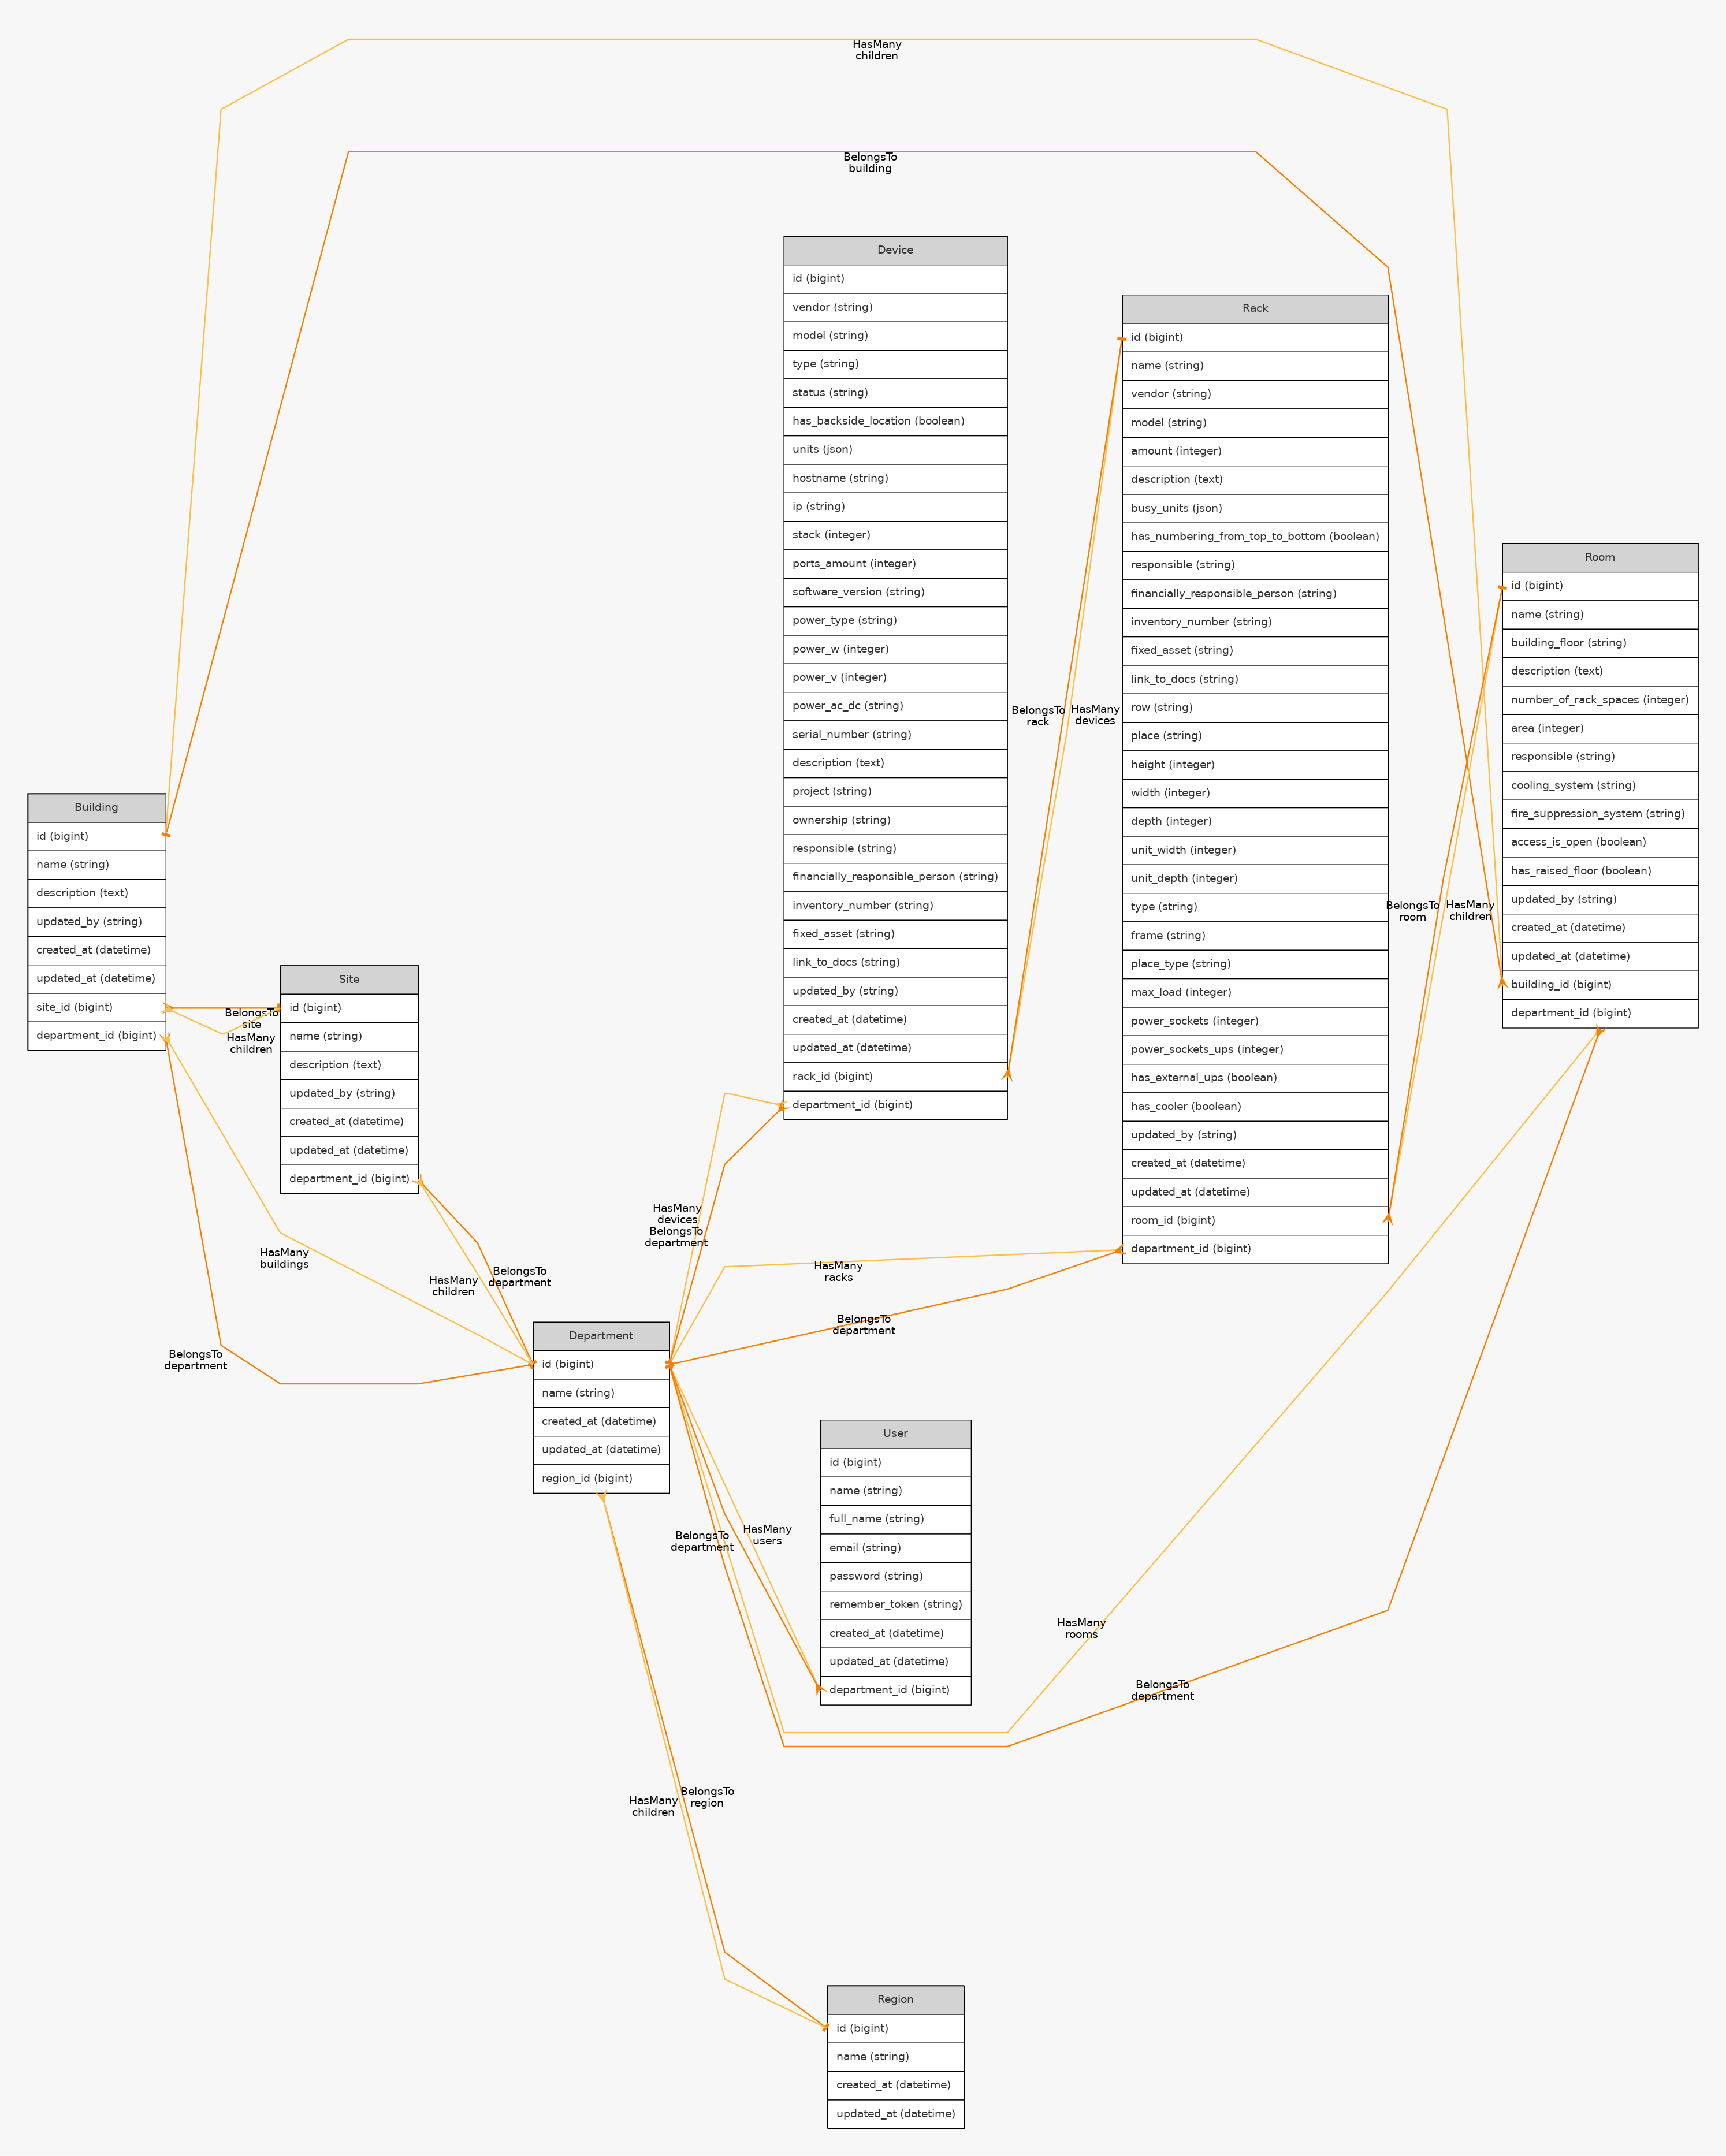 HasMany
children
BelongsTo
building
Device
id (bigint)
vendor (string)
model (string)
type (string)
status (string)
has_backside_location (boolean)
units (json)
hostname (string)
ip (string)
stack (integer)
ports_amount (integer)
software_version (string)
power_type (string)
power_w (integer)
power_v (integer)
power_ac_dc (string)
serial_number (string)
description (text)
project (string)
ownership (string)
responsible (string)
financially_responsible_person (string)
inventory_number (string)
fixed_asset (string)
link_to_docs (string)
updated_by (string)
created_at (datetime)
updated_at (datetime)
rack_id (bigint)
department_id (bigint)
BelongsTo
rack
HasMany
devices
Rack
id (bigint)
name (string)
vendor (string)
model (string)
amount (integer)
description (text)
busy_units (json)
has_numbering_from_top_to_bottom (boolean)
responsible (string)
financially_responsible_person (string)
inventory_number (string)
fixed_asset (string)
link_to_docs (string)
row (string)
place (string)
height (integer)
width (integer)
depth (integer)
unit_width (integer)
unit_depth (integer)
type (string)
frame (string)
place_type (string)
max_load (integer)
power_sockets (integer)
power_sockets_ups (integer)
has_external_ups (boolean)
has_cooler (boolean)
updated_by (string)
created_at (datetime)
updated_at (datetime)
room_id (bigint)
department_id (bigint)
BelongsTo
room
HasMany
children
Room
id (bigint)
name (string)
building_floor (string)
description (text)
number_of_rack_spaces (integer)
area (integer)
responsible (string)
cooling_system (string)
fire_suppression_system (string)
access_is_open (boolean)
has_raised_floor (boolean)
updated_by (string)
created_at (datetime)
updated_at (datetime)
building_id (bigint)
department_id (bigint)
Building
id (bigint)
name (string)
description (text)
updated_by (string)
created_at (datetime)
updated_at (datetime)
site_id (bigint)
department_id (bigint)
BelongsTo
site
HasMany
children
Site
id (bigint)
name (string)
description (text)
updated_by (string)
created_at (datetime)
updated_at (datetime)
department_id (bigint)
HasMany
buildings
BelongsTo
department
HasMany
children
BelongsTo
department
HasMany
devices
BelongsTo
department
HasMany
racks
BelongsTo
department
Department
id (bigint)
name (string)
created_at (datetime)
updated_at (datetime)
region_id (bigint)
BelongsTo
department
HasMany
users
User
id (bigint)
name (string)
full_name (string)
email (string)
password (string)
remember_token (string)
created_at (datetime)
updated_at (datetime)
department_id (bigint)
HasMany
rooms
BelongsTo
department
HasMany
children
BelongsTo
region
Region
id (bigint)
name (string)
created_at (datetime)
updated_at (datetime)